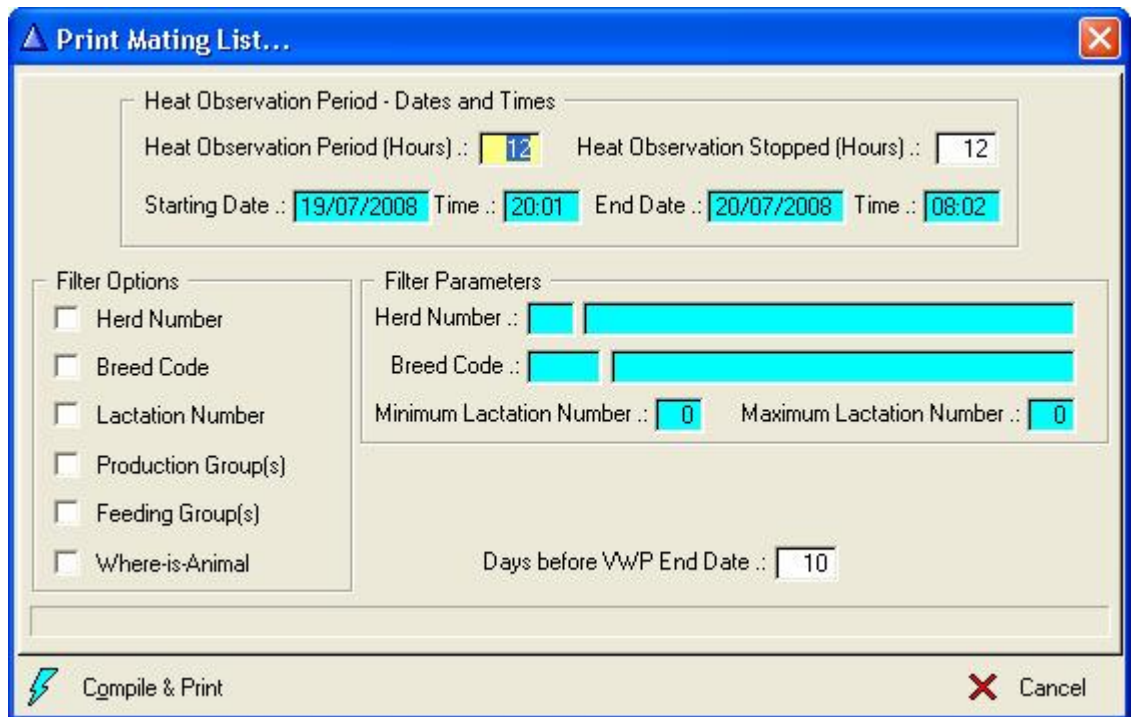 Print Mating List...
Heat Observation Period - Dates and Times
Heat Observation Period (Hours) .: 12 Heat Observation Stopped (Hours) .: 12
Starting Date .: 19/07/2008 Time .: 20:01 End Date .: 20/07/2008 Time .: 08:02
Filter Options
Herd Number
Breed Code
Lactation Number
Production Group(s)
Feeding Group(s)
Where-is-Animal
Filter Parameters
Herd Number .:
Breed Code .:
Minimum Lactation Number .: 0 Maximum Lactation Number .: 0
Days before VWP End Date .: 10
Compile & Print Cancel